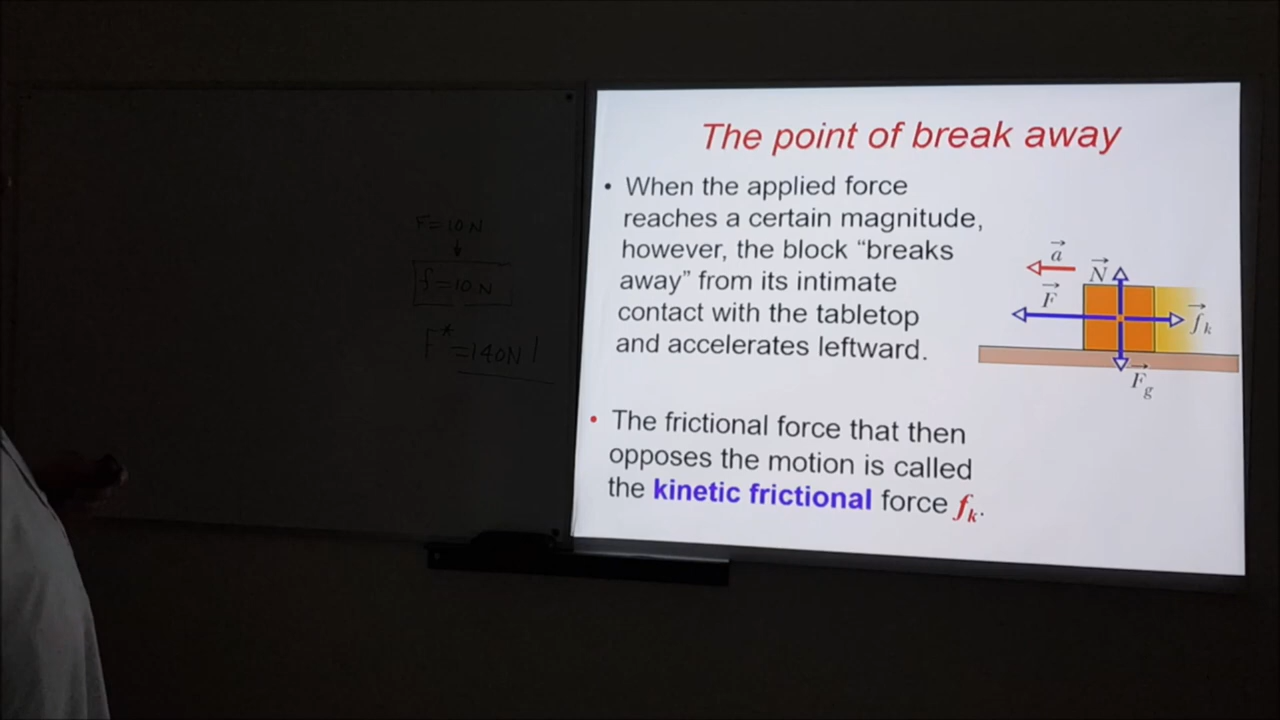 F=10N
↓
f=10N
F*=140N!
The point of break away
• When the applied force
reaches a certain magnitude,
however, the block “breaks
away” from its intimate
contact with the tabletop
and accelerates leftward.
a
N
F
fk
Fg
• The frictional force that then
opposes the motion is called
the kinetic frictional force fk.